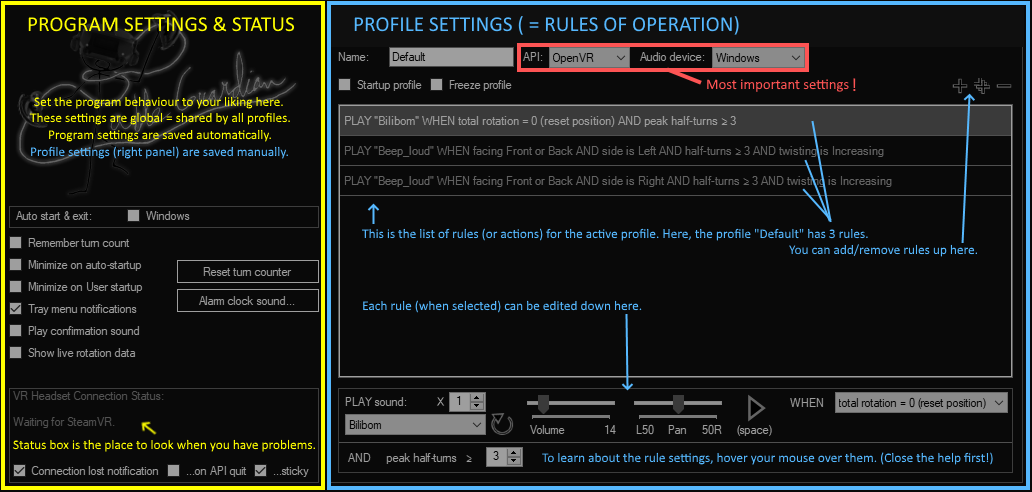 PROGRAM SETTINGS & STATUS
Cable Guardian
Set the program behaviour to your liking here.
These settings are global = shared by all profiles.
Program settings are saved automatically.
Profile settings (right panel) are saved manually.
Auto start & exit: Windows
Remember turn count
Minimize on auto-startup
Reset turn counter
Minimize on User startup
Alarm clock sound...
Tray menu notifications
Play confirmation sound
Show live rotation data
VR Headset Connection Status:
Waiting for SteamVR.
Status box is the place to look when you have problems.
Connection lost notification ...on API quit ...sticky
PROFILE SETTINGS ( = RULES OF OPERATION)
Name: Default API: OpenVR Audio device: Windows
Startup profile Freeze profile
Most important settings !
PLAY "Bilibom" WHEN total rotation = 0 (reset position) AND peak half-turns ≥ 3
PLAY "Beep_loud" WHEN facing Front or Back AND side is Left AND half-turns ≥ 3 AND twisting is Increasing
PLAY "Beep_loud" WHEN facing Front or Back AND side is Right AND half-turns ≥ 3 AND twisting is Increasing
This is the list of rules (or actions) for the active profile. Here, the profile "Default" has 3 rules.
You can add/remove rules up here.
Each rule (when selected) can be edited down here.
PLAY sound: X 1
Bilibom
Volume 14 L50 Pan 50R (space)
WHEN total rotation = 0 (reset position)
AND peak half-turns ≥ 3
To learn about the rule settings, hover your mouse over them. (Close the help first!)